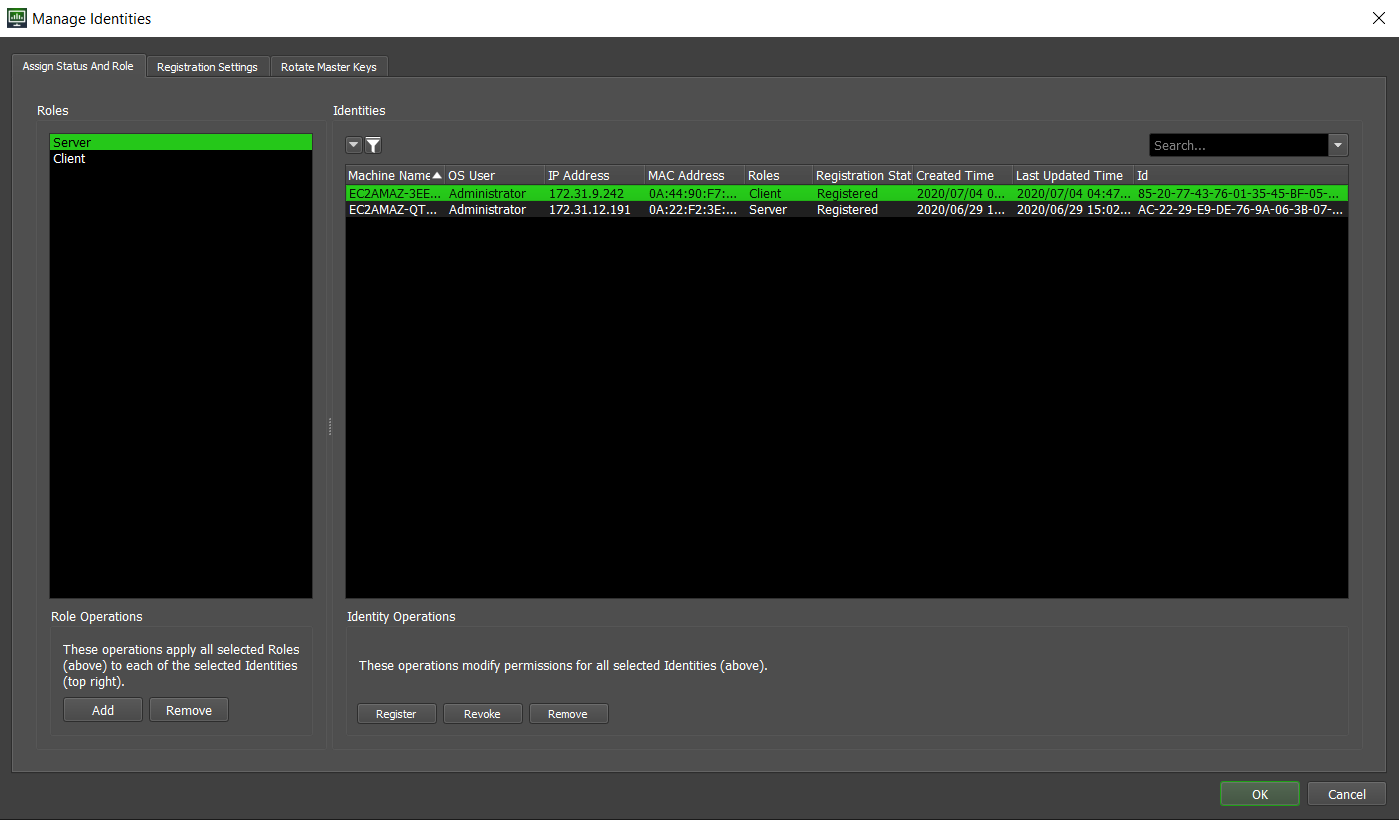 Manage Identities
Assign Status And Role
Registration Settings
Rotate Master Keys
Roles
Identities
Server
Client
Search...
Machine Name OS User IP Address MAC Address Roles Registration Stat Created Time Last Updated Time Id
EC2AMAZ-3EE... Administrator 172.31.9.242 0A:44:90:F7:... Client Registered 2020/07/04 0... 2020/07/04 04:47... 85-20-77-43-76-01-35-45-BF-05-...
EC2AMAZ-QT... Administrator 172.31.12.191 0A:22:F2:3E:... Server Registered 2020/06/29 1... 2020/06/29 15:02... AC-22-29-E9-DE-76-9A-06-3B-07-...
Role Operations
These operations apply all selected Roles
(above) to each of the selected Identities
(top right).
Add Remove
Identity Operations
These operations modify permissions for all selected Identities (above).
Register Revoke Remove
OK Cancel